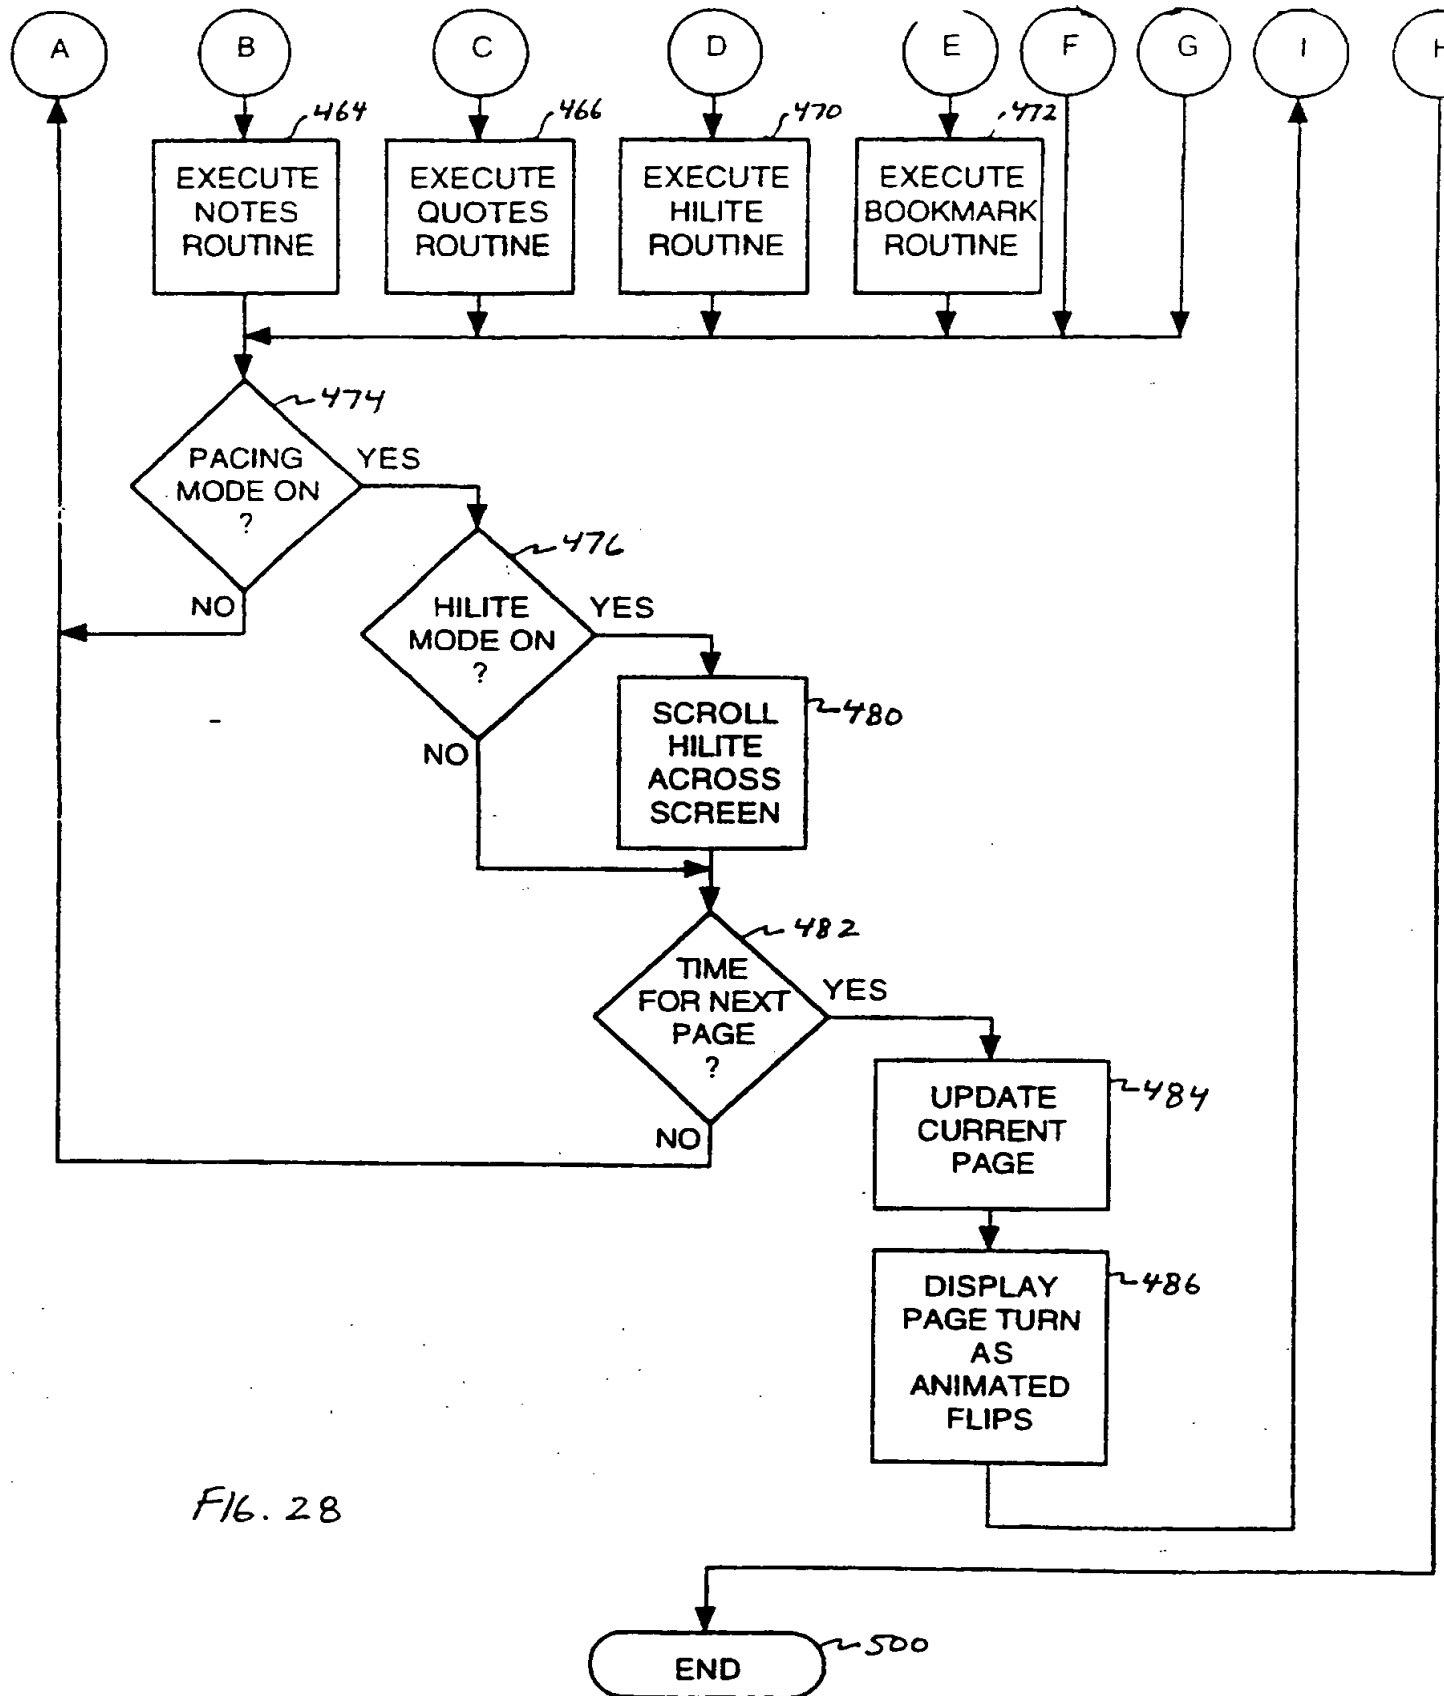 A
B
C
D
E
F
G
I
H
464
466
470
472
EXECUTE
NOTES
ROUTINE
EXECUTE
QUOTES
ROUTINE
EXECUTE
HILITE
ROUTINE
EXECUTE
BOOKMARK
ROUTINE
474
PACING
MODE ON
?
YES
NO
476
HILITE
MODE ON
?
YES
NO
480
SCROLL
HILITE
ACROSS
SCREEN
482
TIME
FOR NEXT
PAGE
?
YES
NO
484
UPDATE
CURRENT
PAGE
486
DISPLAY
PAGE TURN
AS
ANIMATED
FLIPS
FIG. 28
500
END